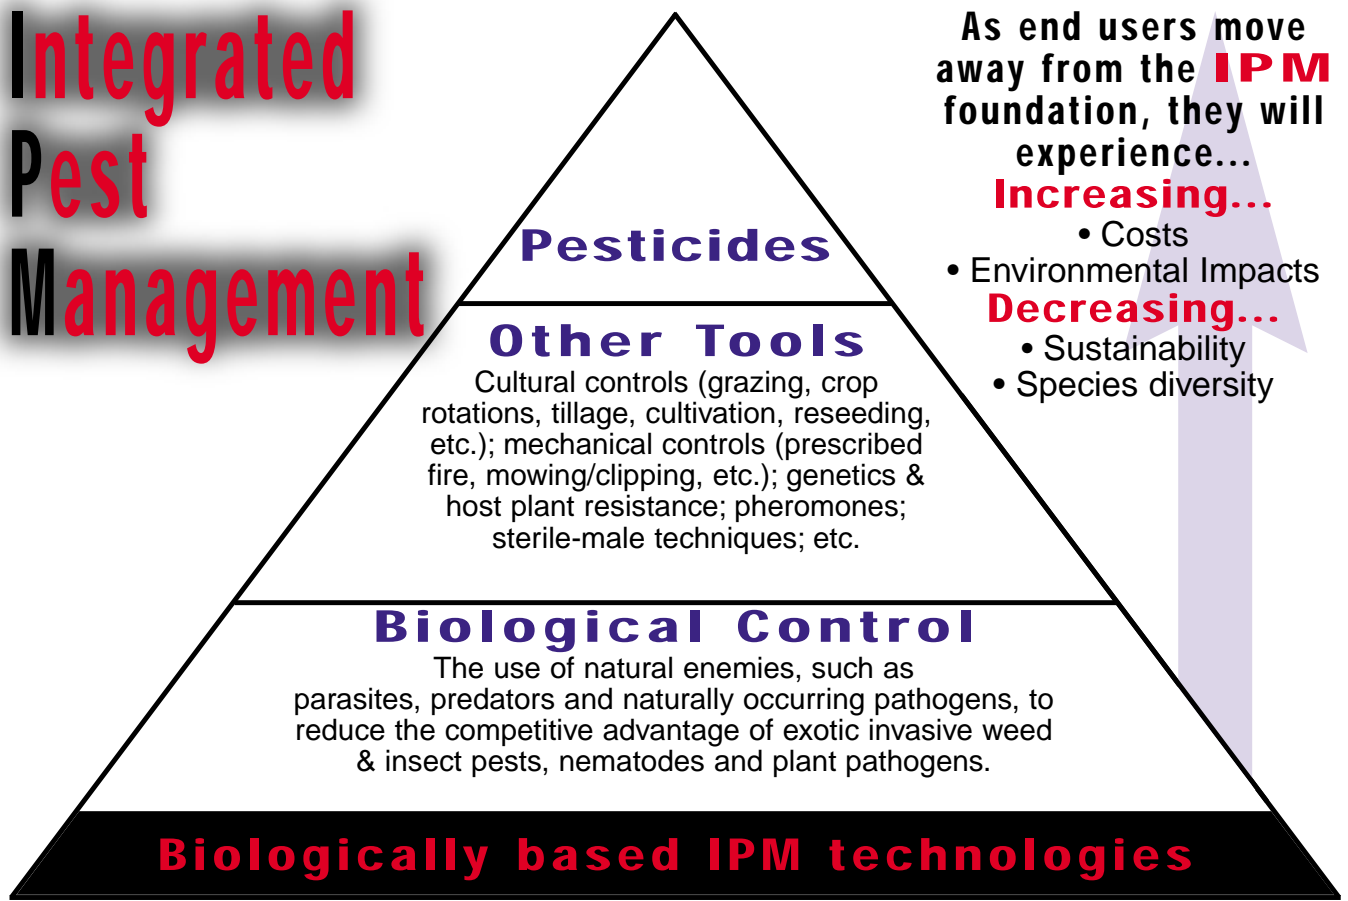 Integrated
Pest
Management
As end users move
away from the IPM
foundation, they will
experience...
Increasing...
• Costs
• Environmental Impacts
Decreasing...
• Sustainability
• Species diversity
Pesticides
Other Tools
Cultural controls (grazing, crop
rotations, tillage, cultivation, reseeding,
etc.); mechanical controls (prescribed
fire, mowing/clipping, etc.); genetics &
host plant resistance; pheromones;
sterile-male techniques; etc.
Biological Control
The use of natural enemies, such as
parasites, predators and naturally occurring pathogens, to
reduce the competitive advantage of exotic invasive weed
& insect pests, nematodes and plant pathogens.
Biologically based IPM technologies